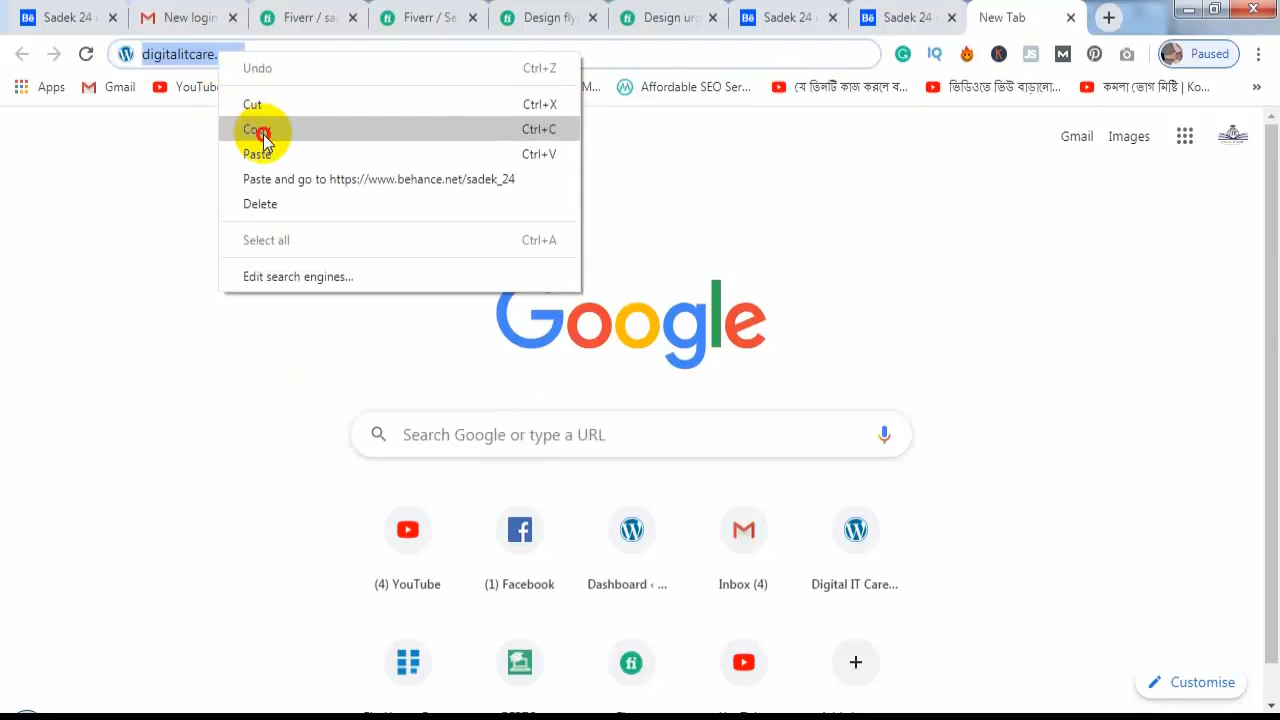 Sadek 24
New login
Fiverr / sa
Fiverr / Se
Design fly
Design ur
Sadek 24 u
Sadek 24
New Tab
digitalitcare.
Paused
Apps
Gmail
YouTu
M...
Affordable SEO Ser...
যে তিনটি কাজ করলে ব...
ভিডিওতে ভিউ বাড়ানো...
কমলা ভোগ মিষ্টি | Ko...
»
Undo Ctrl+Z
Cut Ctrl+X
Copy Ctrl+C
Paste Ctrl+V
Paste and go to https://www.behance.net/sadek_24
Delete
Select all Ctrl+A
Edit search engines...
Gmail Images
Google
Search Google or type a URL
(4) YouTube
(1) Facebook
Dashboard ‹ ...
Inbox (4)
Digital IT Care...
Customise